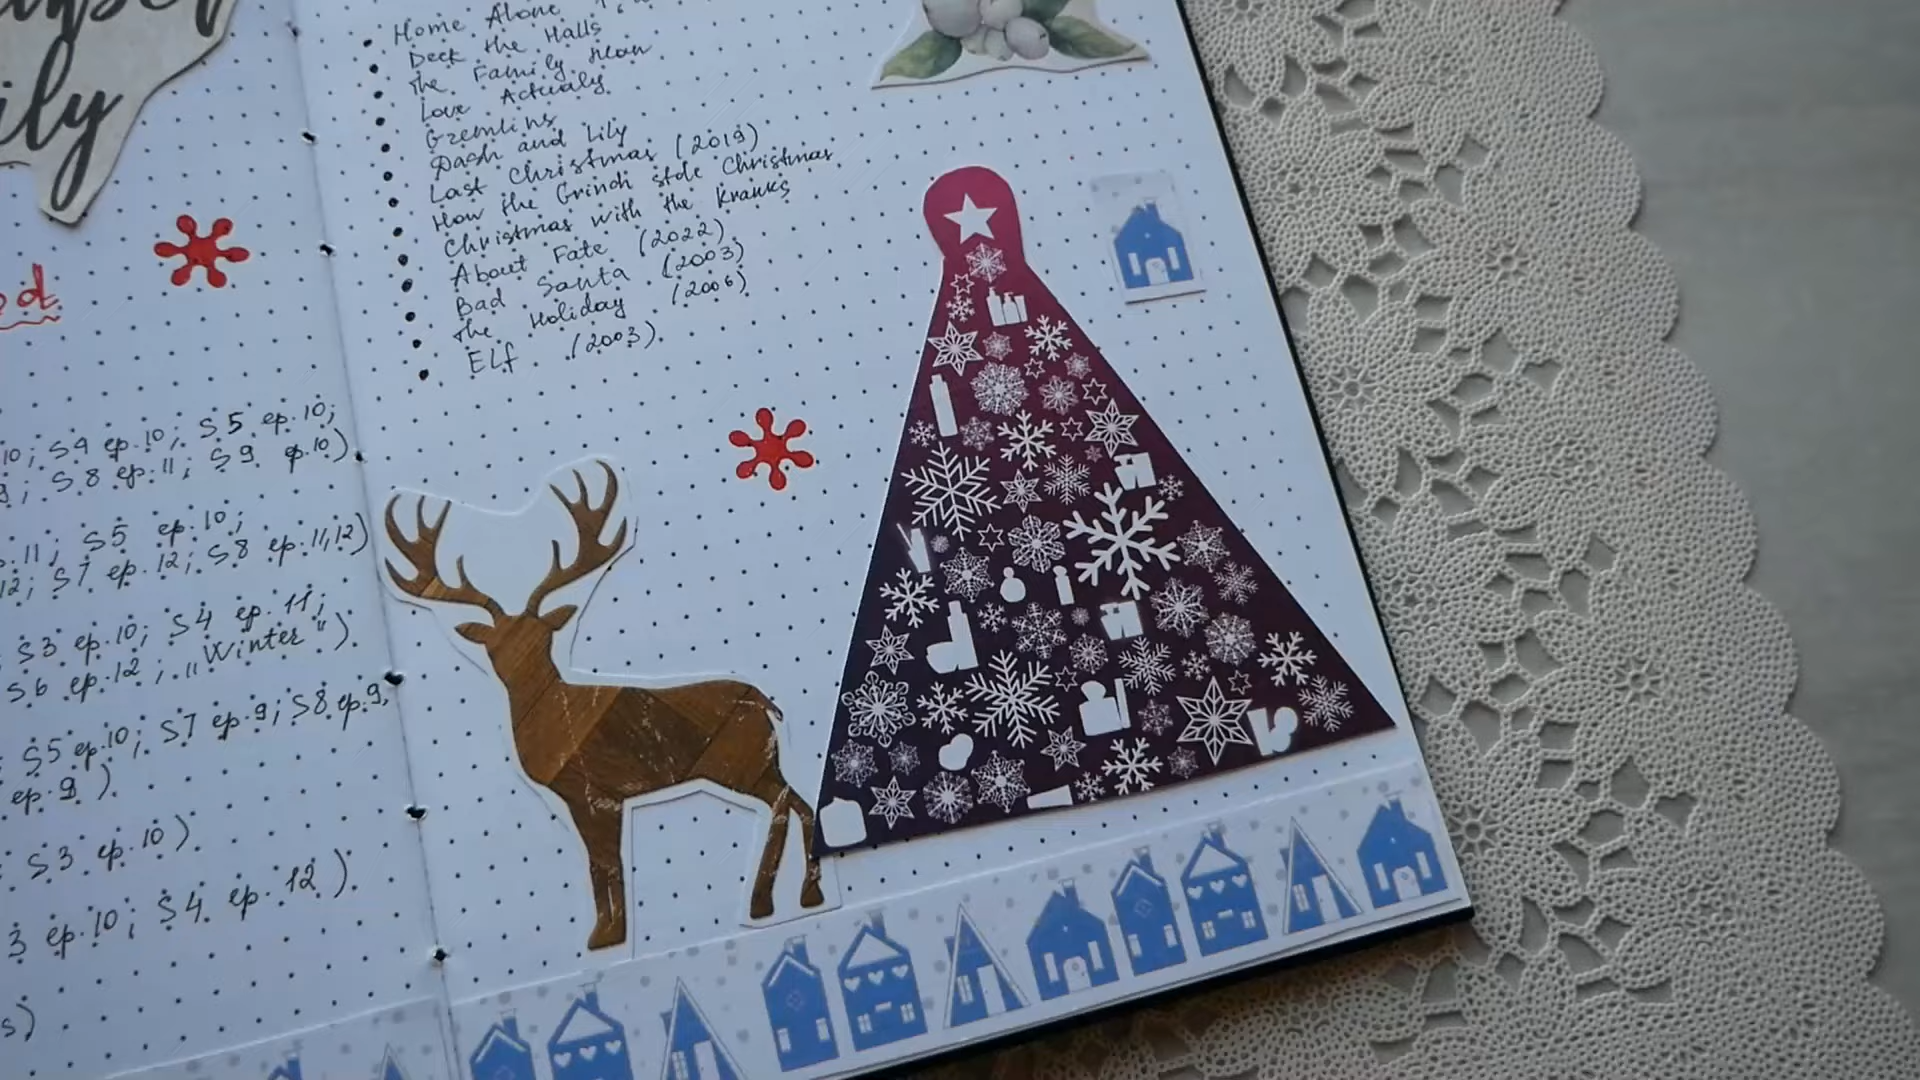 ily
ed
10; S4 ep.10; S5 ep.10;
9; S8 ep.11; S9 ep.10)
.11; S5 ep.10;
12; S7 ep.12; S8 ep.11,12)
S3 ep.10; S4 ep.11;
S6 ep.12; „Winter")
S5 ep.10; S7 ep.9; S8 ep.9,
ep.9)
S3 ep.10)
3 ep.10; S4 ep.12)
s)
Home Alone
Deck the Halls
The Family Man
Love Actualy
Gremlins
Dash and Lily
Last Christmas (2019)
How the Grinch stole Christmas
Christmas with the Kranks
About Fate (2022)
Bad Santa (2003)
The Holiday (2006)
ELf (2003)